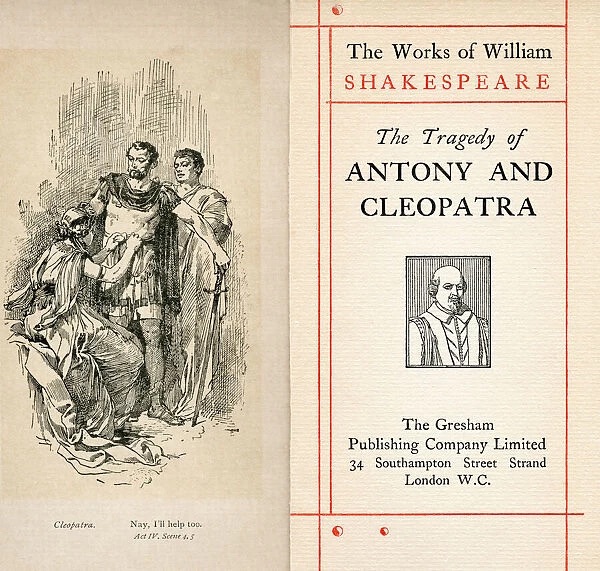 Cleopatra. Nay, I'll help too.
Act IV. Scene 4, 5
The Works of William
SHAKESPEARE
The Tragedy of
ANTONY AND
CLEOPATRA
The Gresham
Publishing Company Limited
34 Southampton Street Strand
London W.C.